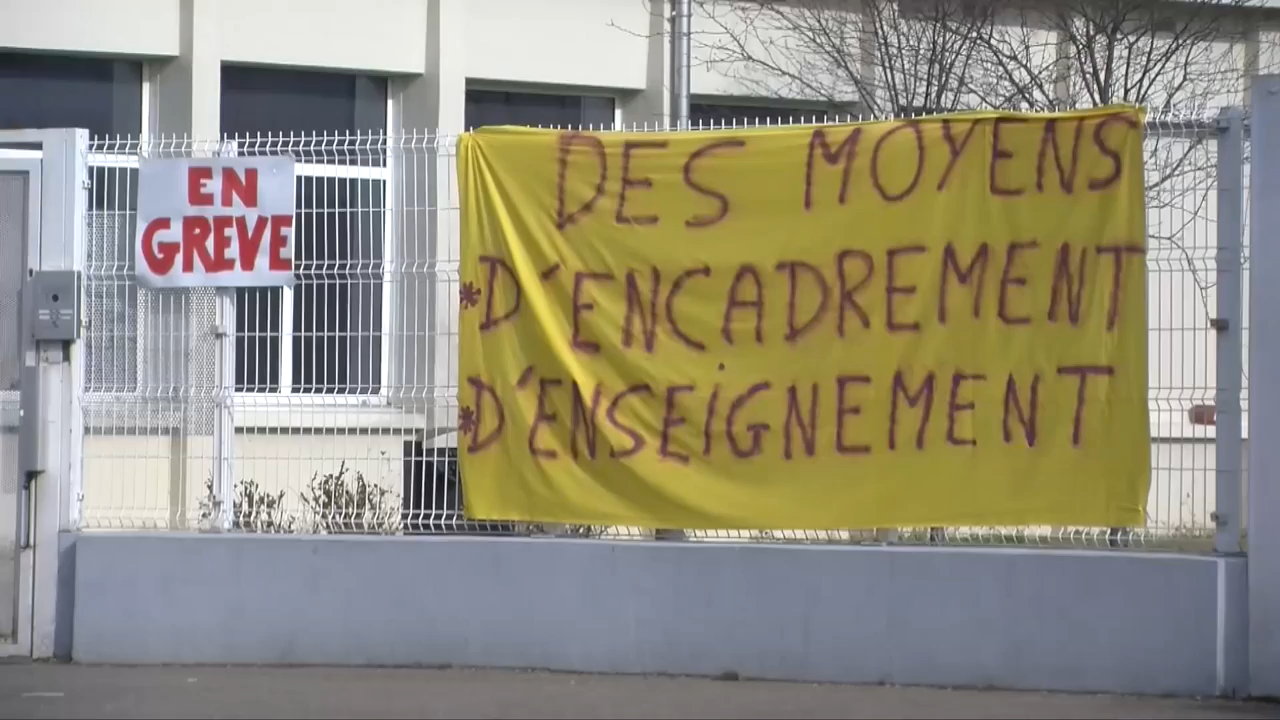 EN
GREVE
DES MOYENS
*D'ENCADREMENT
*D'ENSEIGNEMENT